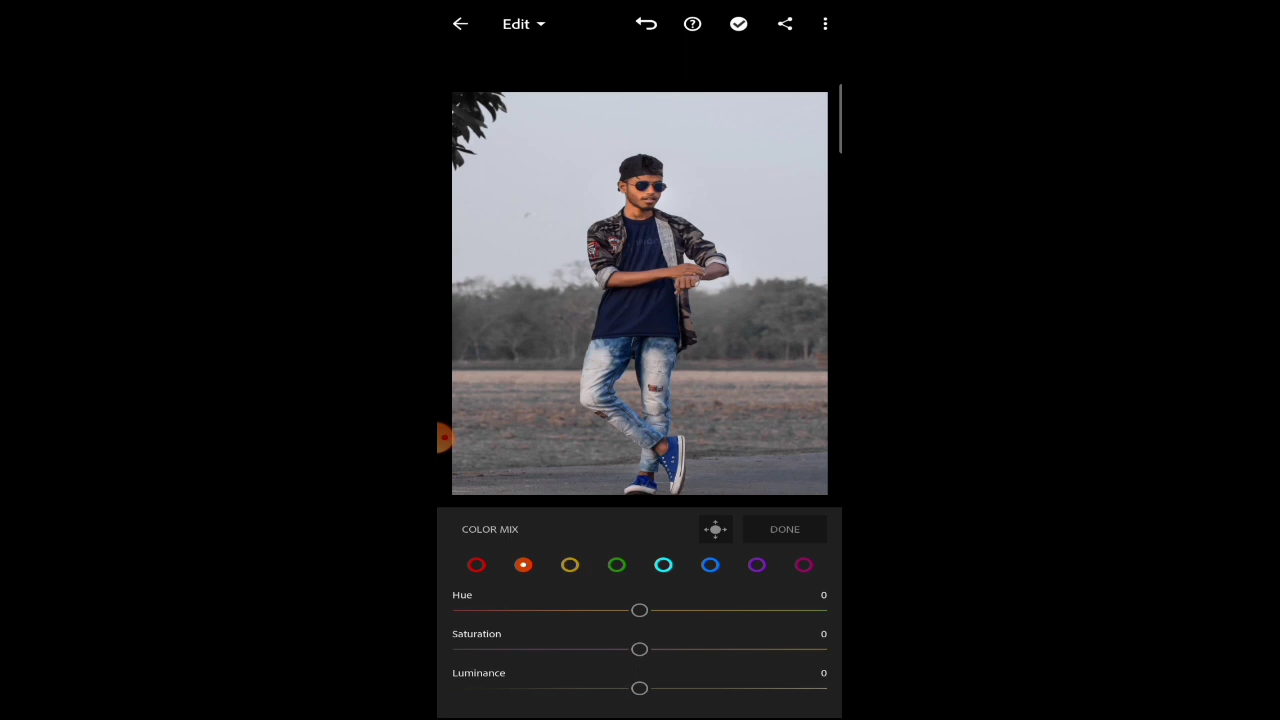 Edit
COLOR MIX
DONE
Hue 0
Saturation 0
Luminance 0